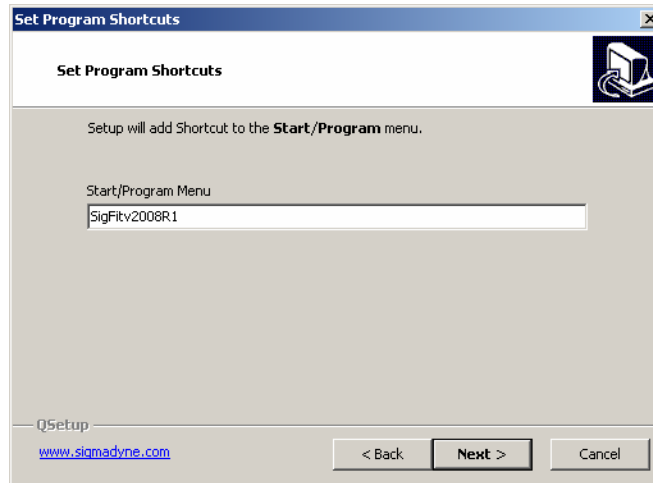 Set Program Shortcuts
Set Program Shortcuts
Setup will add Shortcut to the Start/Program menu.
Start/Program Menu
SigFitv2008R1
QSetup
www.sigmadyne.com
< Back
Next >
Cancel